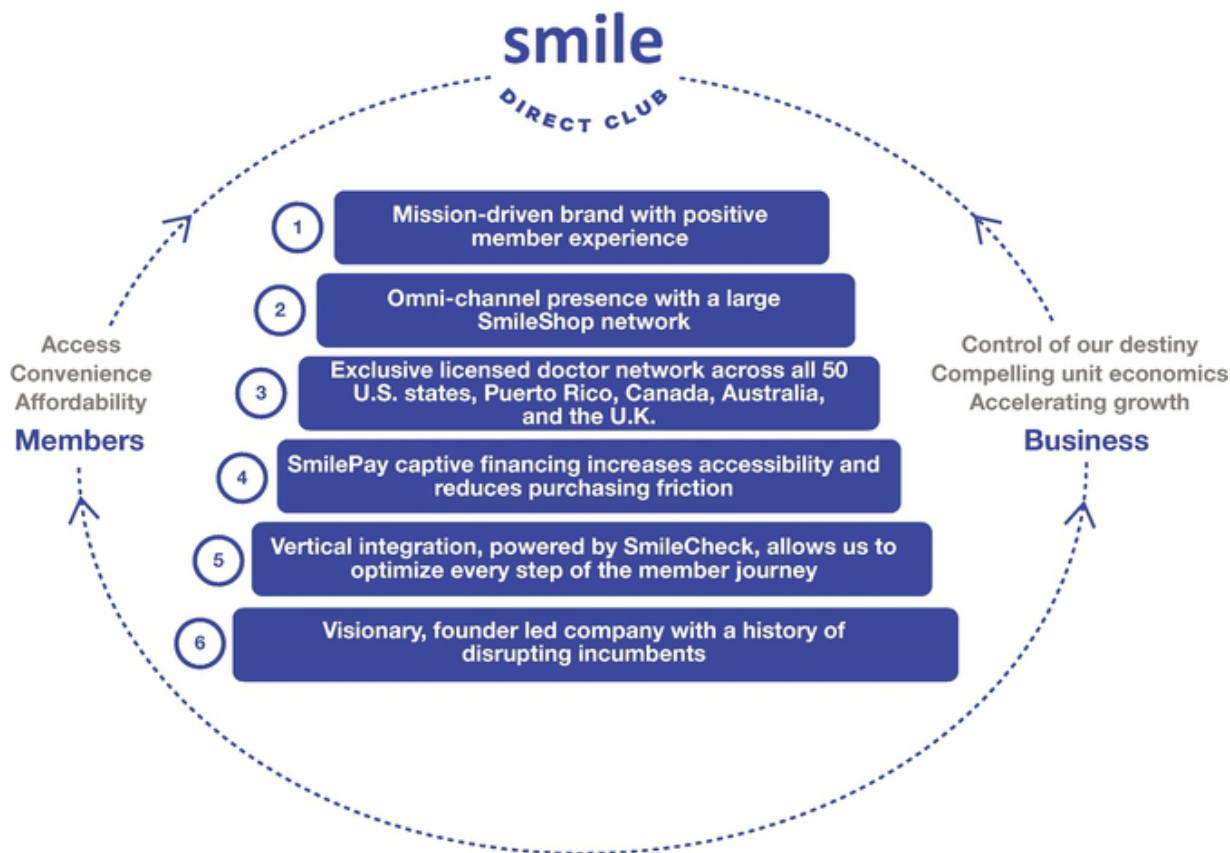 smile
DIRECT CLUB
1
Mission-driven brand with positive
member experience
2
Omni-channel presence with a large
SmileShop network
3
Exclusive licensed doctor network across all 50
U.S. states, Puerto Rico, Canada, Australia,
and the U.K.
4
SmilePay captive financing increases accessibility and
reduces purchasing friction
5
Vertical integration, powered by SmileCheck, allows us to
optimize every step of the member journey
6
Visionary, founder led company with a history of
disrupting incumbents
Access
Convenience
Affordability
Members
Control of our destiny
Compelling unit economics
Accelerating growth
Business